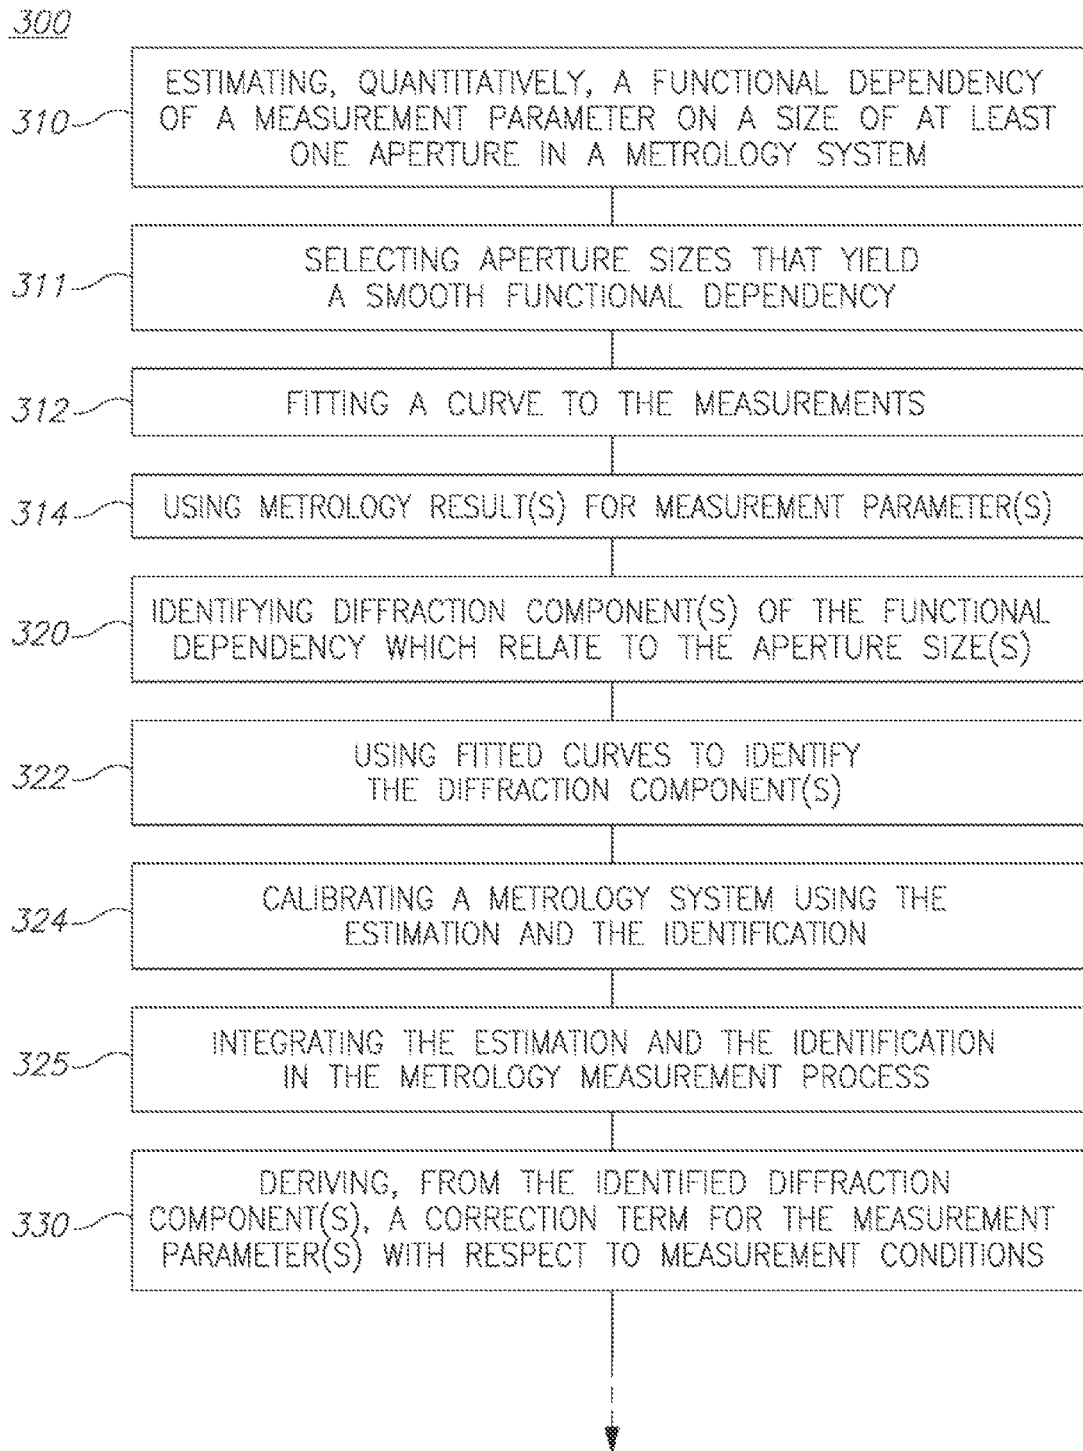 300
310
ESTIMATING, QUANTITATIVELY, A FUNCTIONAL DEPENDENCY
OF A MEASUREMENT PARAMETER ON A SIZE OF AT LEAST
ONE APERTURE IN A METROLOGY SYSTEM
311
SELECTING APERTURE SIZES THAT YIELD
A SMOOTH FUNCTIONAL DEPENDENCY
312
FITTING A CURVE TO THE MEASUREMENTS
314
USING METROLOGY RESULT(S) FOR MEASUREMENT PARAMETER(S)
320
IDENTIFYING DIFFRACTION COMPONENT(S) OF THE FUNCTIONAL
DEPENDENCY WHICH RELATE TO THE APERTURE SIZE(S)
322
USING FITTED CURVES TO IDENTIFY
THE DIFFRACTION COMPONENT(S)
324
CALIBRATING A METROLOGY SYSTEM USING THE
ESTIMATION AND THE IDENTIFICATION
325
INTEGRATING THE ESTIMATION AND THE IDENTIFICATION
IN THE METROLOGY MEASUREMENT PROCESS
330
DERIVING, FROM THE IDENTIFIED DIFFRACTION
COMPONENT(S), A CORRECTION TERM FOR THE MEASUREMENT
PARAMETER(S) WITH RESPECT TO MEASUREMENT CONDITIONS